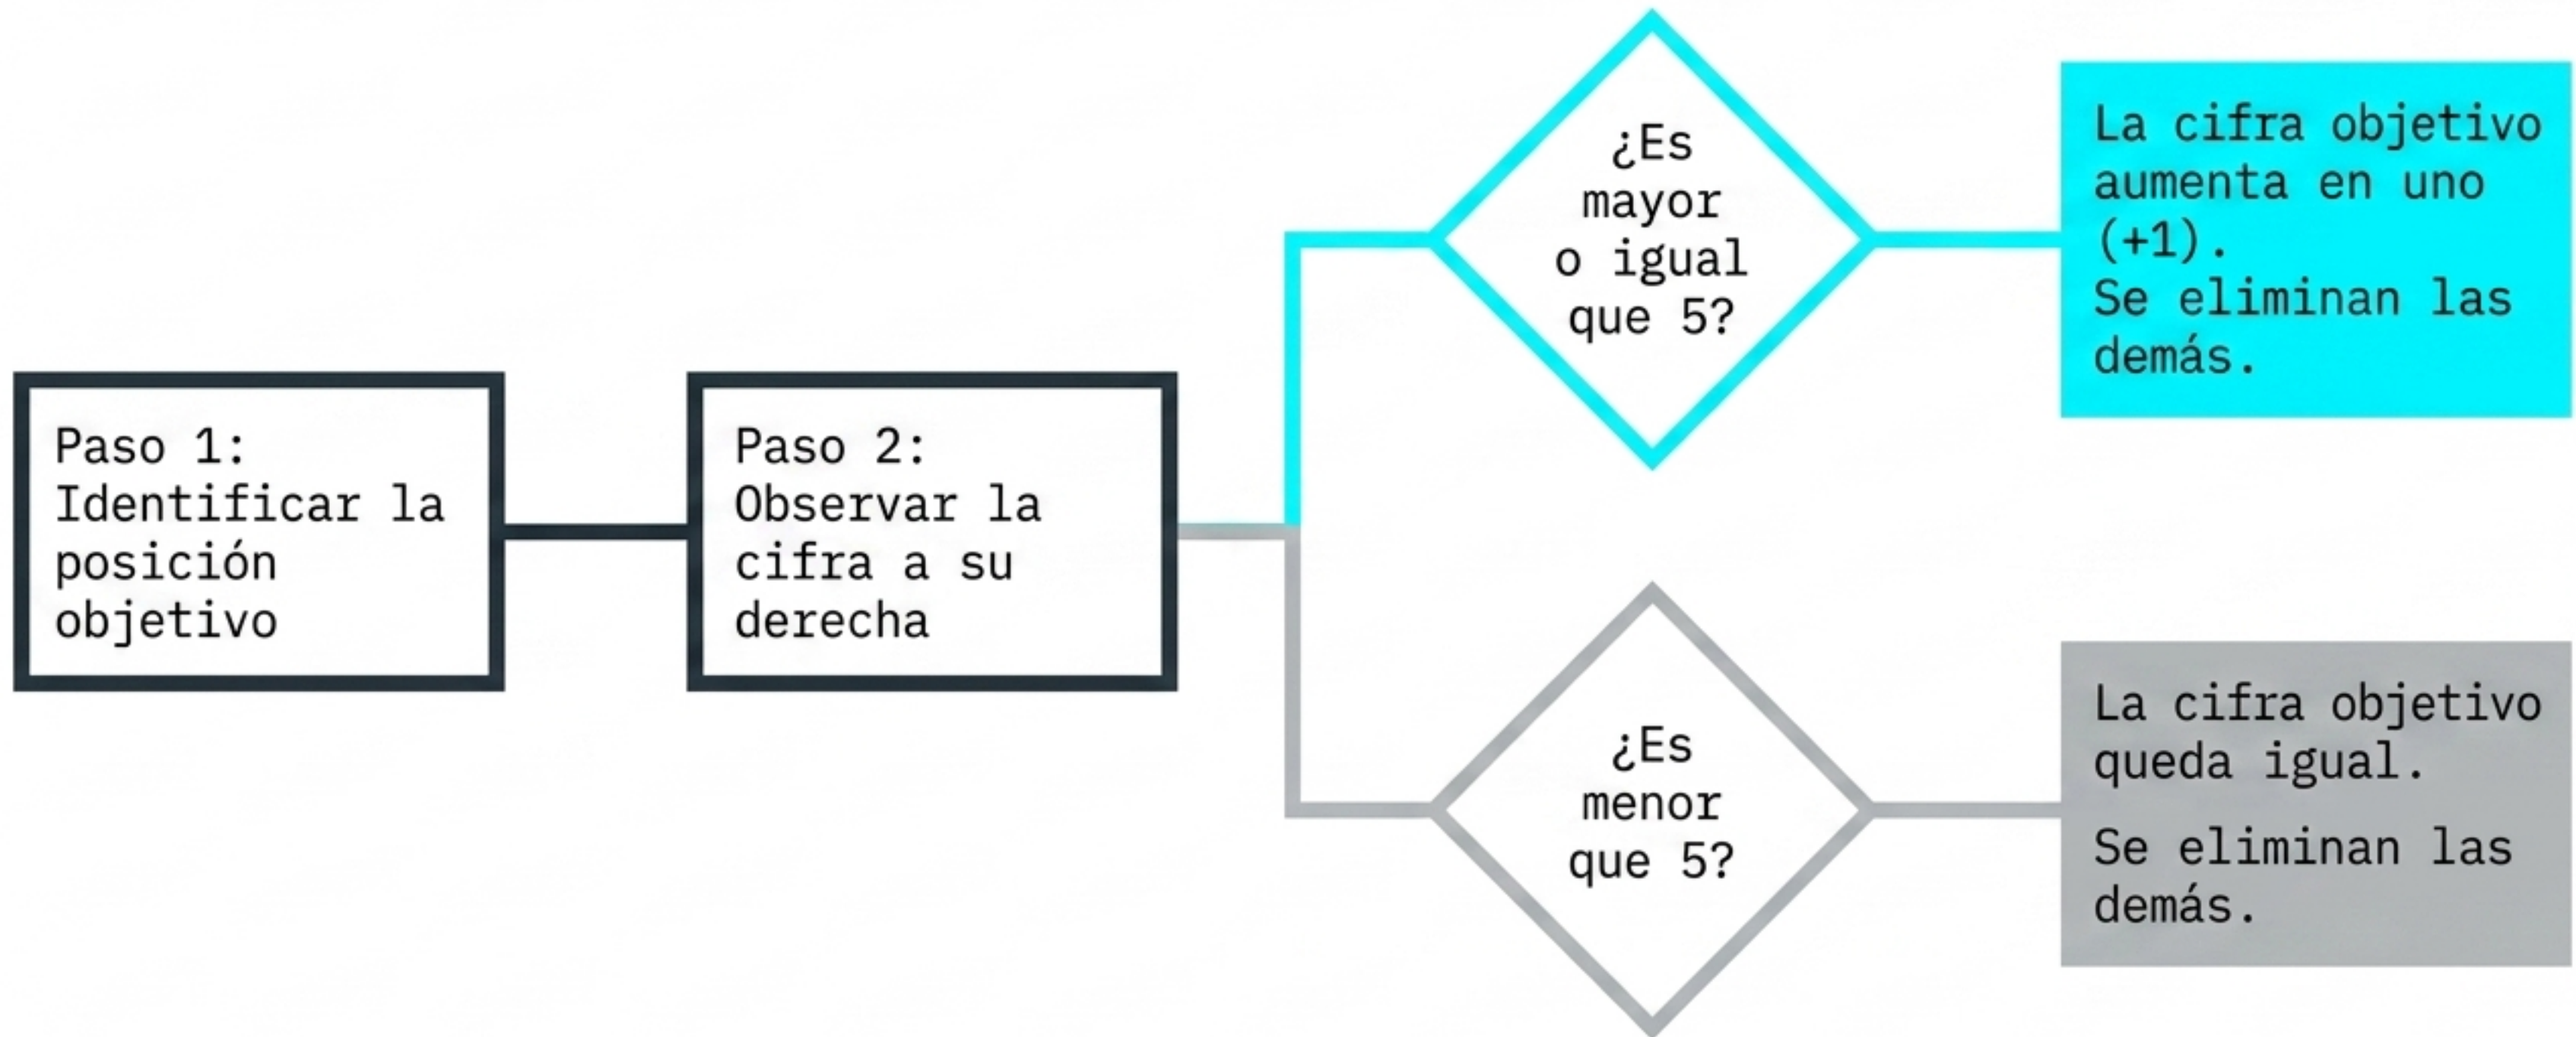 Paso 1:
Identificar la
posición
objetivo
Paso 2:
Observar la
cifra a su
derecha
¿Es
mayor
o igual
que 5?
La cifra objetivo
aumenta en uno
(+1).
Se eliminan las
demás.
¿Es
menor
que 5?
La cifra objetivo
queda igual.
Se eliminan las
demás.